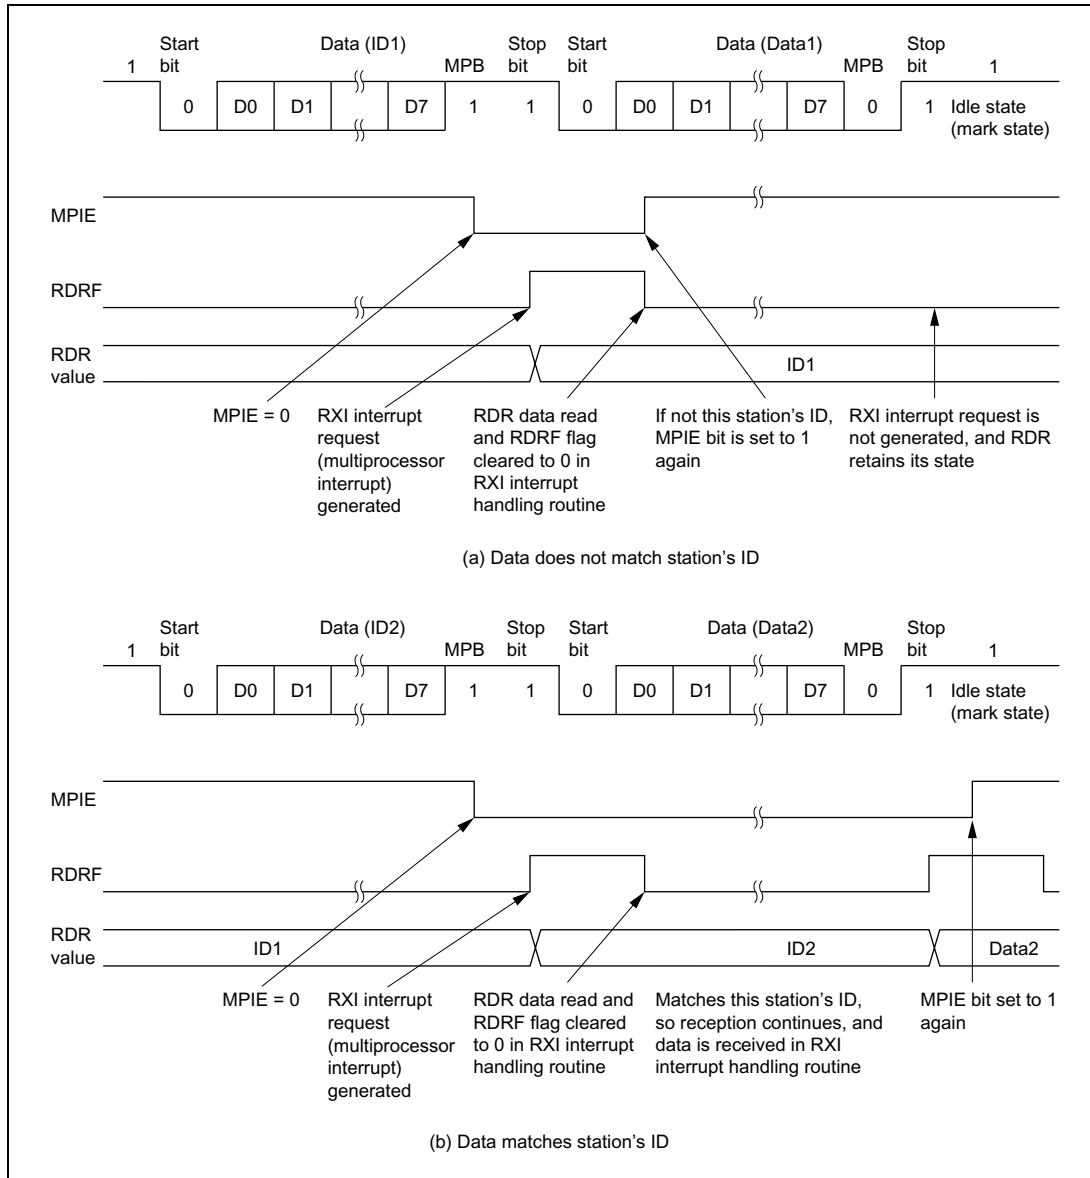 Start Data (ID1) Stop Start Data (Data1) Stop
bit MPB bit bit MPB bit
1 1
0 D0 D1 D7 1 1 0 D0 D1 D7 0 1 Idle state
(mark state)
MPIE
RDRF
RDR
value
ID1
MPIE = 0
RXI interrupt
request
(multiprocessor
interrupt)
generated
RDR data read
and RDRF flag
cleared to 0 in
RXI interrupt
handling routine
If not this station's ID,
MPIE bit is set to 1
again
RXI interrupt request is
not generated, and RDR
retains its state
(a) Data does not match station's ID
Start Data (ID2) Stop Start Data (Data2) Stop
bit MPB bit bit MPB bit
1 1
0 D0 D1 D7 1 1 0 D0 D1 D7 0 1 Idle state
(mark state)
MPIE
RDRF
RDR
value
ID1 ID2 Data2
MPIE = 0
RXI interrupt
request
(multiprocessor
interrupt)
generated
RDR data read and
RDRF flag cleared
to 0 in RXI interrupt
handling routine
Matches this station's ID,
so reception continues, and
data is received in RXI
interrupt handling routine
MPIE bit set to 1
again
(b) Data matches station's ID